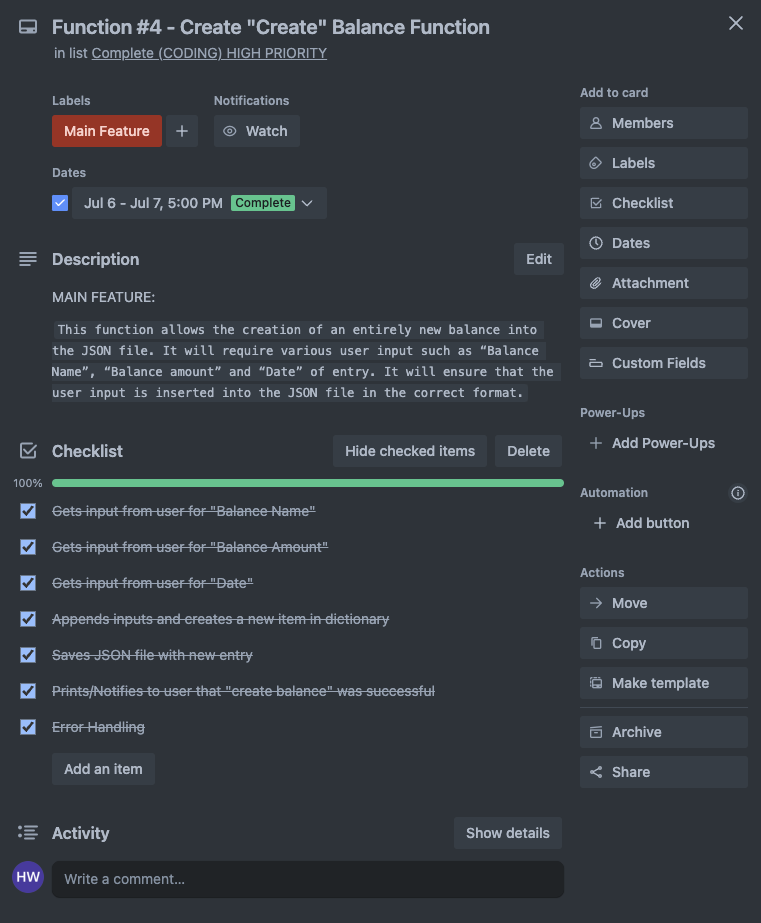 Function #4 - Create "Create" Balance Function
in list Complete (CODING) HIGH PRIORITY
Labels
Main Feature
Notifications
Watch
Dates
Jul 6 - Jul 7, 5:00 PM Complete
Description
Edit
MAIN FEATURE:
This function allows the creation of an entirely new balance into
the JSON file. It will require various user input such as “Balance
Name”, “Balance amount” and “Date” of entry. It will ensure that the
user input is inserted into the JSON file in the correct format.
Checklist
Hide checked items
Delete
100%
Gets input from user for "Balance Name"
Gets input from user for "Balance Amount"
Gets input from user for "Date"
Appends inputs and creates a new item in dictionary
Saves JSON file with new entry
Prints/Notifies to user that "create balance" was successful
Error Handling
Add an item
Activity
Show details
HW
Write a comment…
Add to card
Members
Labels
Checklist
Dates
Attachment
Cover
Custom Fields
Power-Ups
Add Power-Ups
Automation
Add button
Actions
Move
Copy
Make template
Archive
Share